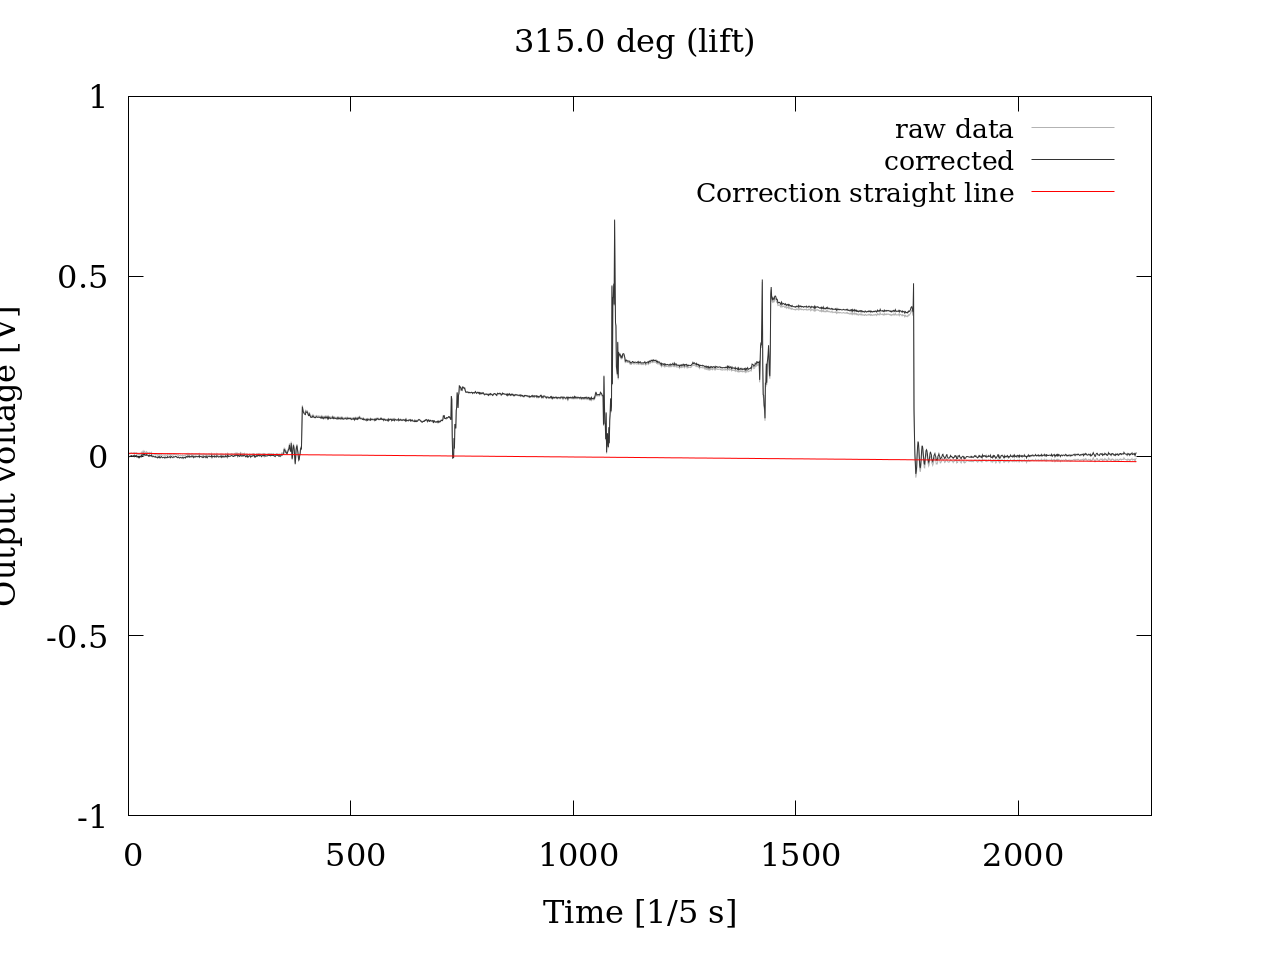 315.0 deg (lift)
1
0.5
0
-0.5
-1
Output voltage [V]
raw data
corrected
Correction straight line
0 500 1000 1500 2000
Time [1/5 s]